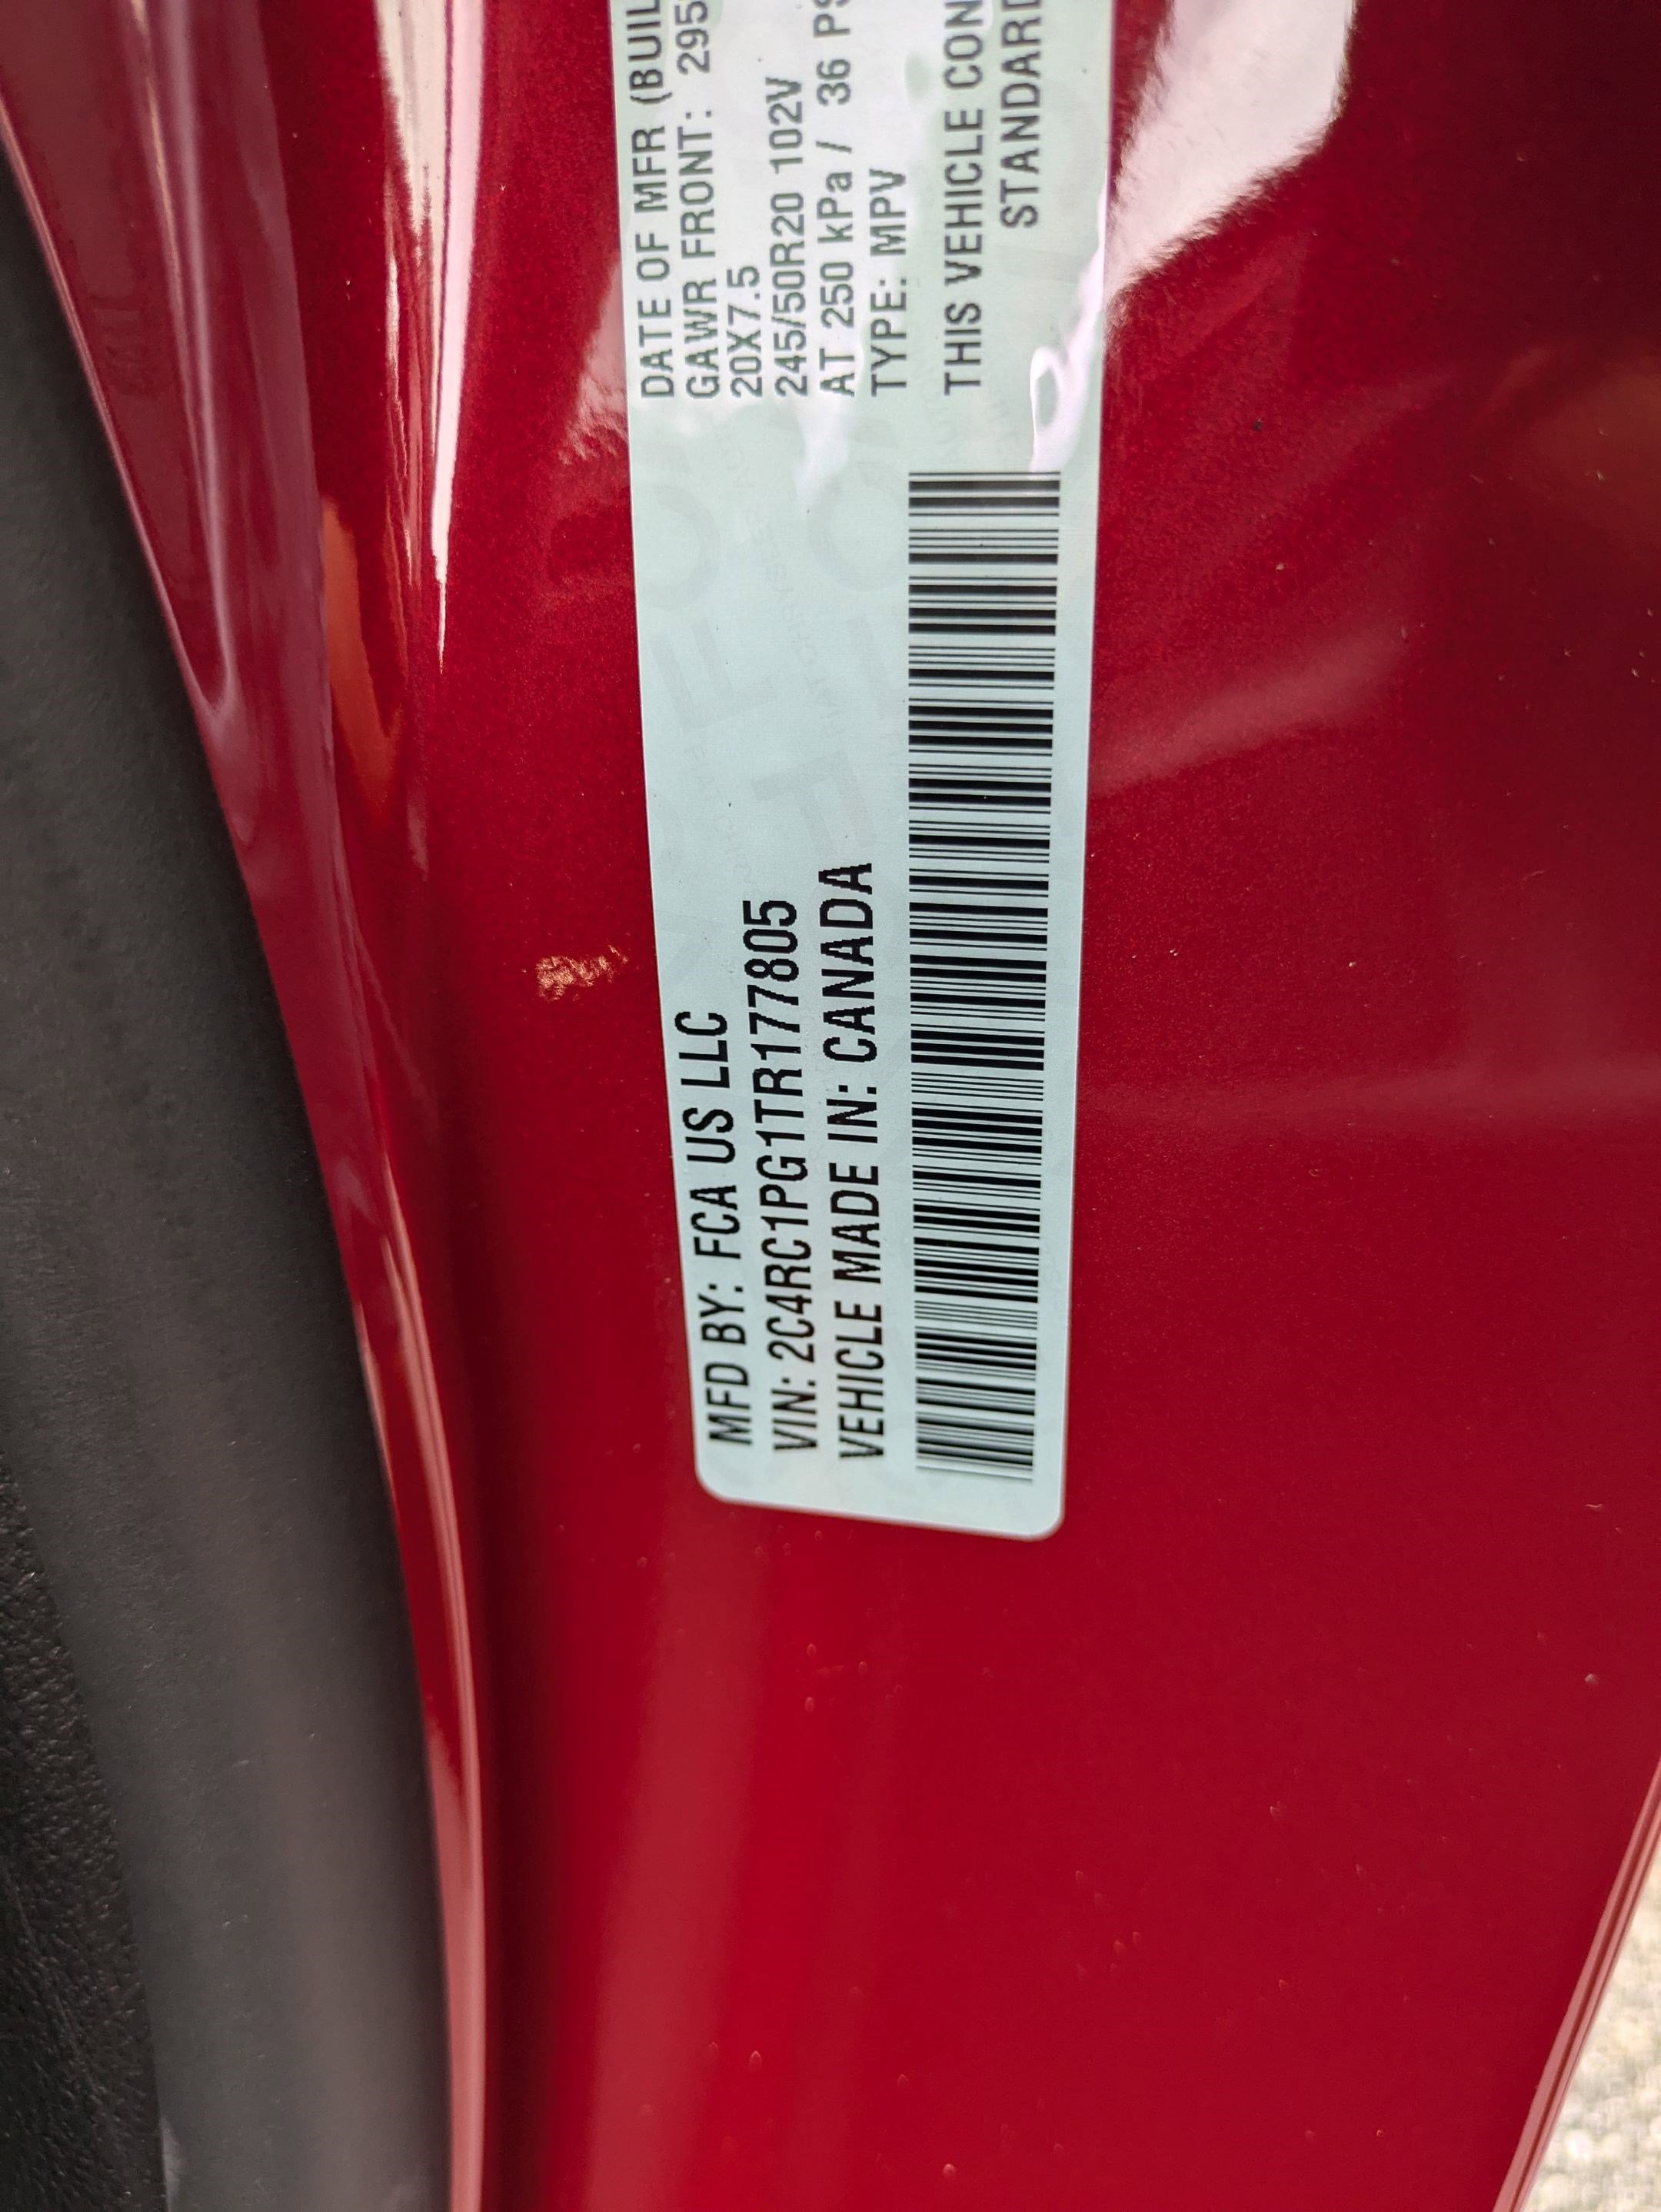 MFD BY: FCA US LLC
VIN: 2C4RC1PG1TR177805
VEHICLE MADE IN: CANADA
DATE OF MFR (BUIL
GAWR FRONT: 295
20X7.5
245/50R20 102V
AT 250 kPa / 36 PS
TYPE: MPV
THIS VEHICLE CON
STANDARD